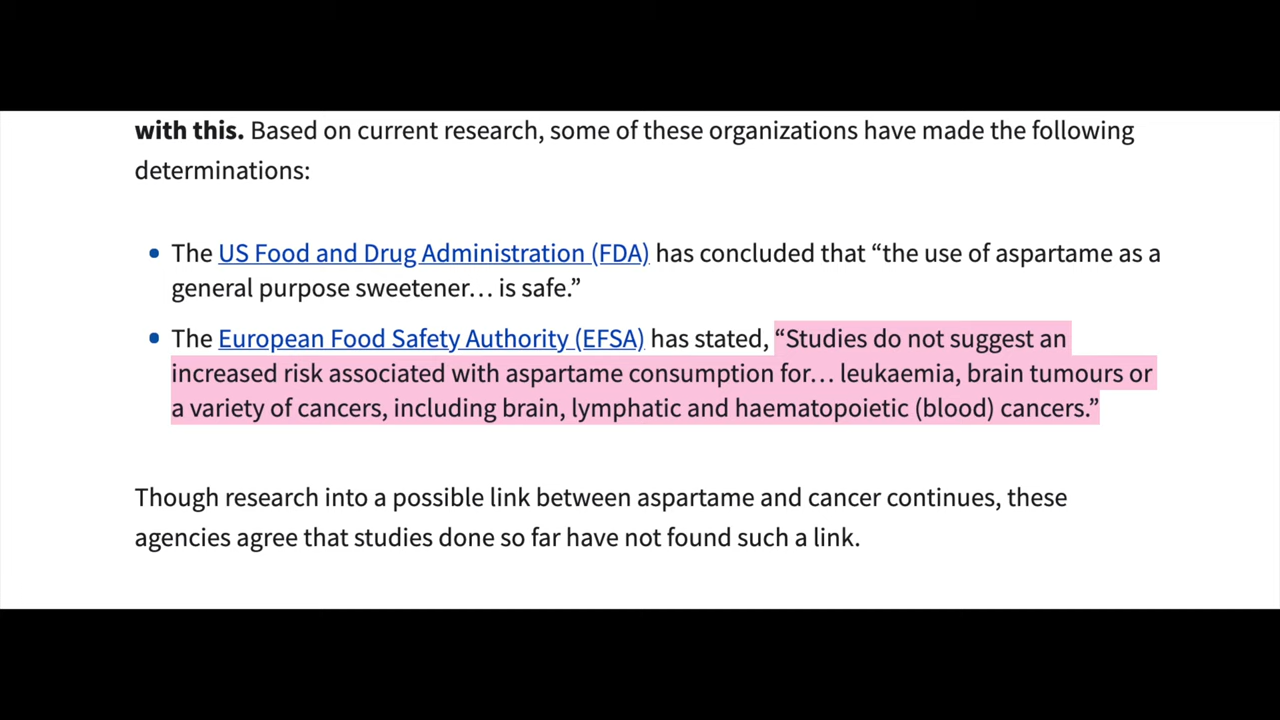 with this. Based on current research, some of these organizations have made the following
determinations:
• The US Food and Drug Administration (FDA) has concluded that “the use of aspartame as a
general purpose sweetener… is safe.”
• The European Food Safety Authority (EFSA) has stated, “Studies do not suggest an
increased risk associated with aspartame consumption for… leukaemia, brain tumours or
a variety of cancers, including brain, lymphatic and haematopoietic (blood) cancers.”
Though research into a possible link between aspartame and cancer continues, these
agencies agree that studies done so far have not found such a link.